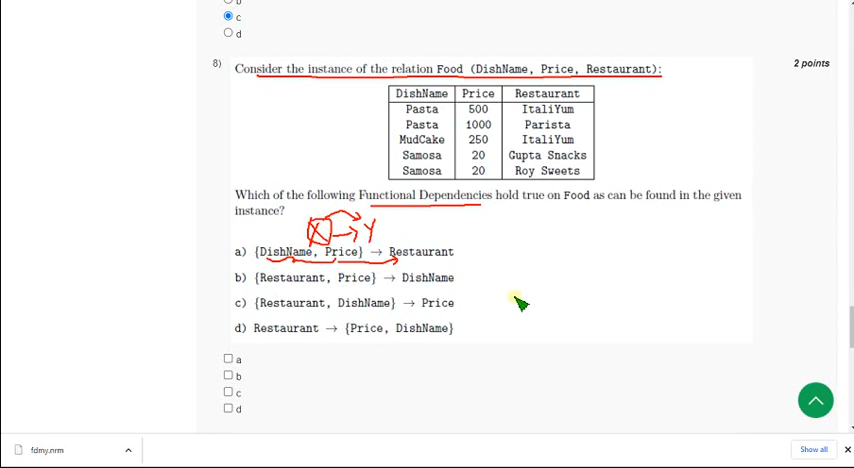 b
c
d
8) Consider the instance of the relation Food (DishName, Price, Restaurant):
2 points
DishName Price Restaurant
Pasta 500 ItaliYum
Pasta 1000 Parista
MudCake 250 ItaliYum
Samosa 20 Gupta Snacks
Samosa 20 Roy Sweets
Which of the following Functional Dependencies hold true on Food as can be found in the given
instance?
X → Y
a) {DishName, Price} → Restaurant
b) {Restaurant, Price} → DishName
c) {Restaurant, DishName} → Price
d) Restaurant → {Price, DishName}
a
b
c
d
fdmy.nrm
Show all